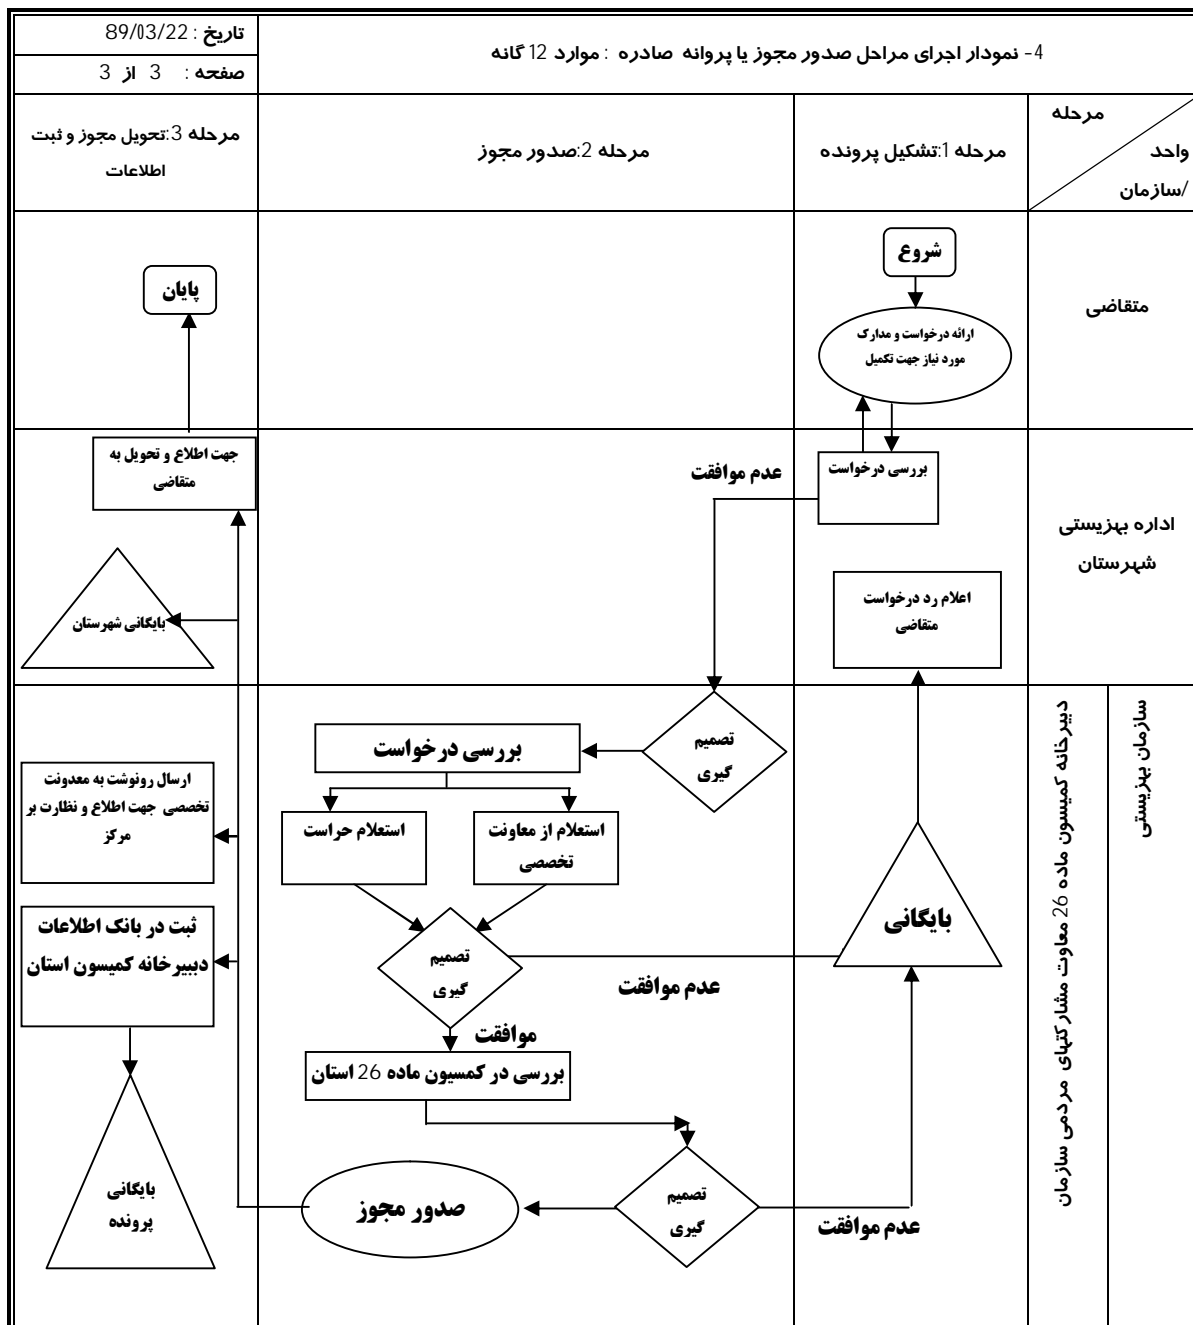 4- نمودار اجرای مراحل صدور مجوز یا پروانه صادره : موارد 12 گانه
تاریخ : 89/03/22
صفحه : 3 از 3
مرحله
واحد
/سازمان
مرحله 1:تشکیل پرونده
مرحله 2:صدور مجوز
مرحله 3:تحویل مجوز و ثبت
اطلاعات
متقاضی
شروع
ارائه درخواست و مدارک
مورد نیاز جهت تکمیل
پایان
اداره بهزیستی
شهرستان
بررسی درخواست
عدم موافقت
اعلام رد درخواست
متقاضی
جهت اطلاع و تحویل به
متقاضی
بایگانی شهرستان
سازمان بهزیستی
دبیرخانه کمیسون ماده 26 معاوت مشارکتهای مردمی سازمان
تصمیم
گیری
بررسی درخواست
استعلام از معاونت
تخصصی
استعلام حراست
تصمیم
گیری
عدم موافقت
بایگانی
موافقت
بررسی در کمسیون ماده 26 استان
تصمیم
گیری
عدم موافقت
صدور مجوز
ارسال رونوشت به معدونت
تخصصی جهت اطلاع و نظارت بر
مرکز
ثبت در بانک اطلاعات
دبیرخانه کمیسون استان
بایگانی
پرونده